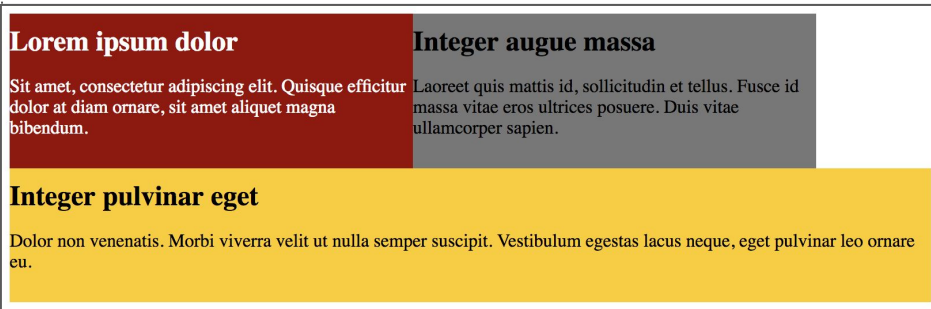 Lorem ipsum dolor
Sit amet, consectetur adipiscing elit. Quisque efficitur
dolor at diam ornare, sit amet aliquet magna
bibendum.
Integer augue massa
Laoreet quis mattis id, sollicitudin et tellus. Fusce id
massa vitae eros ultrices posuere. Duis vitae
ullamcorper sapien.
Integer pulvinar eget
Dolor non venenatis. Morbi viverra velit ut nulla semper suscipit. Vestibulum egestas lacus neque, eget pulvinar leo ornare
eu.